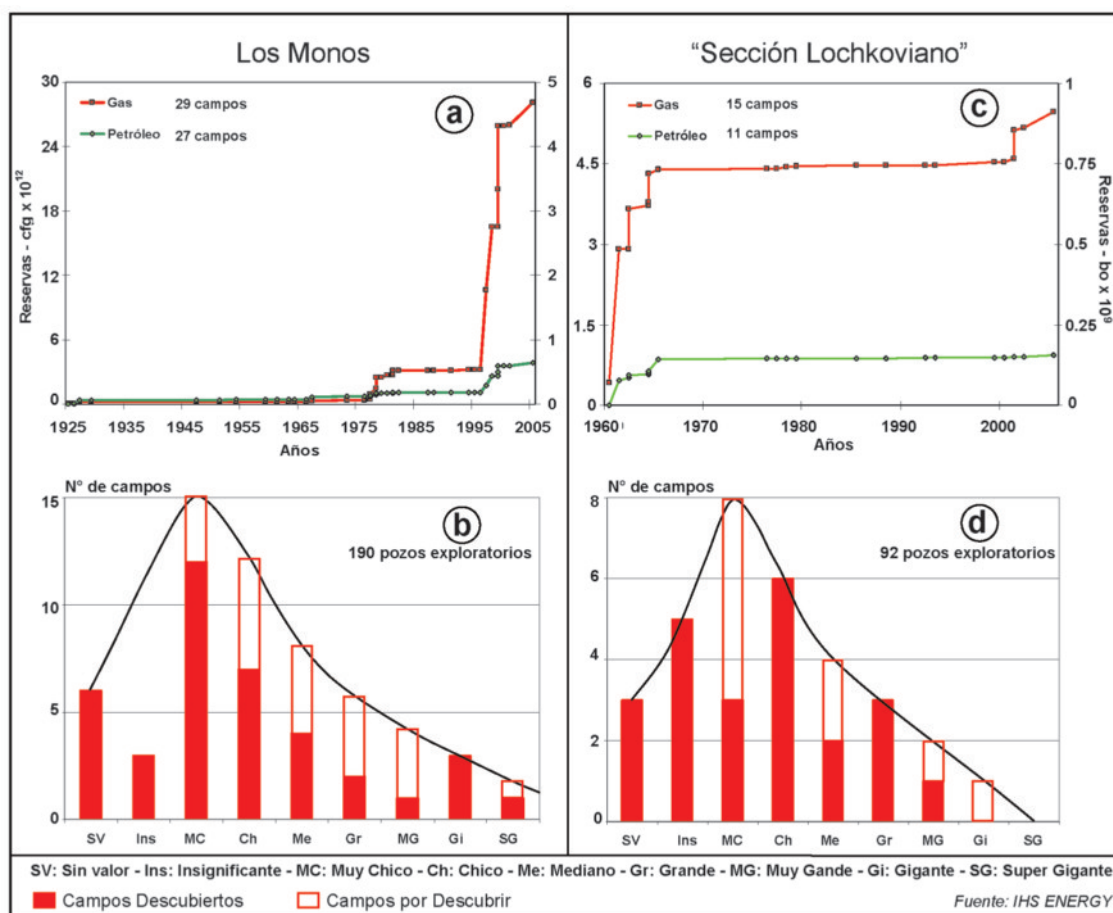 Los Monos
30
24
18
12
6
0
Reservas - cfg x 10¹²
Gas 29 campos
Petróleo 27 campos
a
5
4
3
2
1
0
1925 1935 1945 1955 1965 1975 1985 1995 2005
Años
“Sección Lochkoviano”
6
4.5
3
1.5
0
Gas 15 campos
Petróleo 11 campos
c
1
0.75
0.5
0.25
0
Reservas - bo x 10⁹
1960 1970 1980 1990 2000
Años
N° de campos
15
10
5
0
b
190 pozos exploratorios
SV Ins MC Ch Me Gr MG Gi SG
N° de campos
8
6
4
2
0
d
92 pozos exploratorios
SV Ins MC Ch Me Gr MG Gi SG
SV: Sin valor - Ins: Insignificante - MC: Muy Chico - Ch: Chico - Me: Mediano - Gr: Grande - MG: Muy Gande - Gi: Gigante - SG: Super Gigante
Campos Descubiertos Campos por Descubrir Fuente: IHS ENERGY